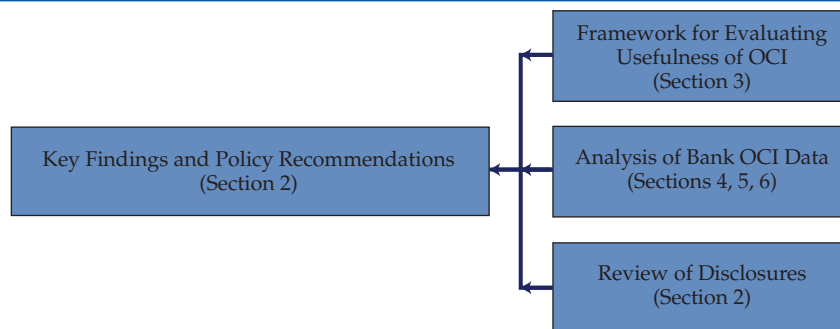 Framework for Evaluating
Usefulness of OCI
(Section 3)
Key Findings and Policy Recommendations
(Section 2)
Analysis of Bank OCI Data
(Sections 4, 5, 6)
Review of Disclosures
(Section 2)